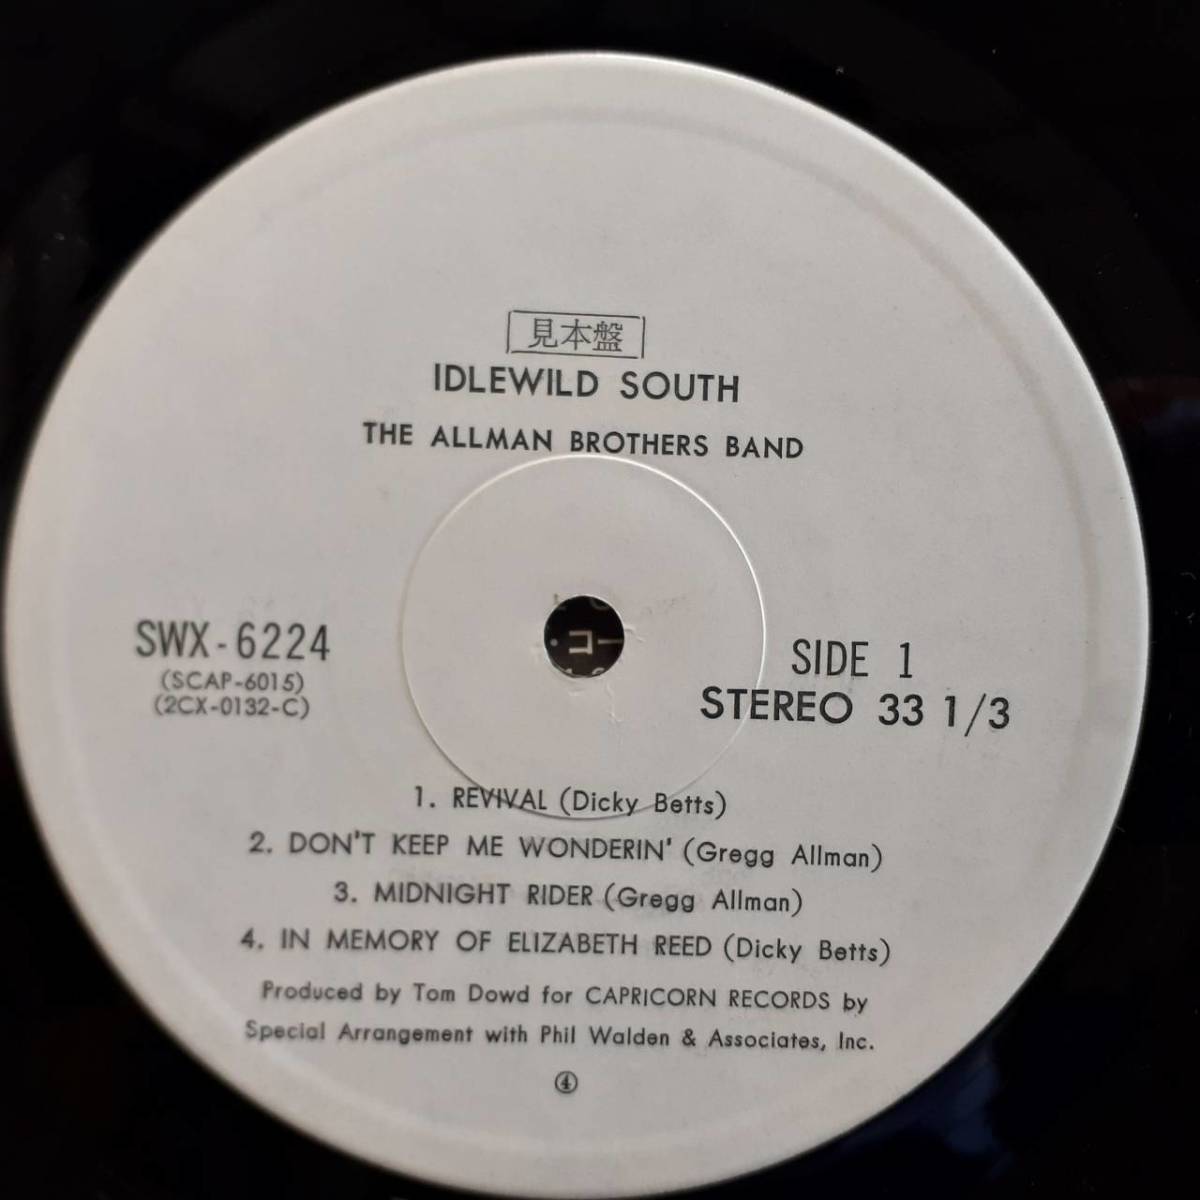 見本盤
IDLEWILD SOUTH
THE ALLMAN BROTHERS BAND
SWX-6224
(SCAP-6015)
(2CX-0132-C)
SIDE 1
STEREO 33 1/3
1. REVIVAL (Dicky Betts)
2. DON'T KEEP ME WONDERIN' (Gregg Allman)
3. MIDNIGHT RIDER (Gregg Allman)
4. IN MEMORY OF ELIZABETH REED (Dicky Betts)
Produced by Tom Dowd for CAPRICORN RECORDS by
Special Arrangement with Phil Walden & Associates, Inc.
④